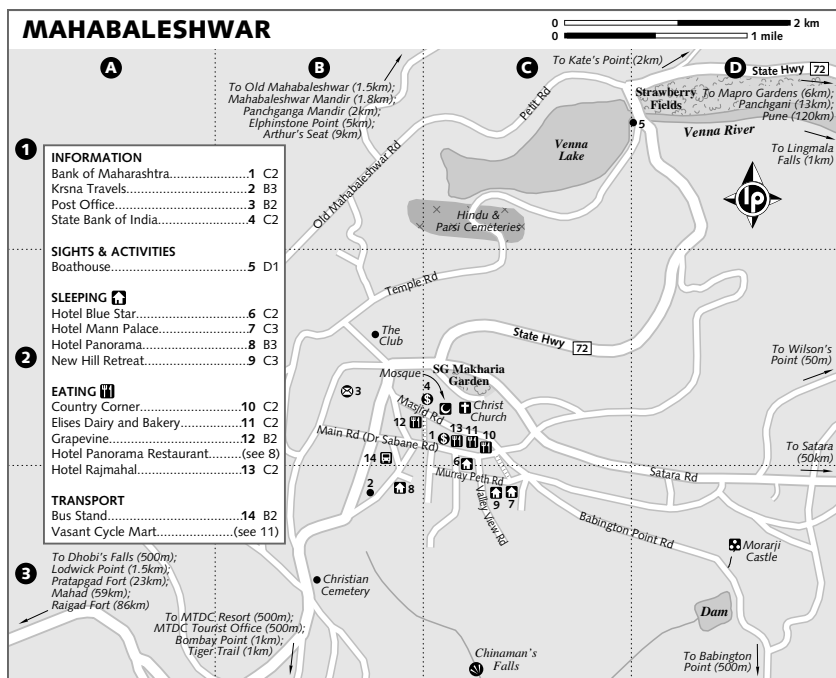 MAHABALESHWAR
0 2 km
0 1 mile
A
B
C
D
To Kate's Point (2km)
State Hwy 72
To Old Mahabaleshwar (1.5km);
Mahabaleshwar Mandir (1.8km);
Panchganga Mandir (2km);
Elphinstone Point (5km);
Arthur's Seat (9km)
Petit Rd
Strawberry
Fields
To Mapro Gardens (6km);
Panchgani (13km);
Pune (120km)
5
Venna River
Venna
Lake
To Lingmala
Falls (1km)
1
Old Mahabaleshwar Rd
lp
Hindu &
Parsi Cemeteries
INFORMATION
Bank of Maharashtra....................1 C2
Krsna Travels................................2 B3
Post Office...................................3 B2
State Bank of India.......................4 C2
SIGHTS & ACTIVITIES
Boathouse....................................5 D1
SLEEPING
Hotel Blue Star.............................6 C2
Hotel Mann Palace.......................7 C3
Hotel Panorama............................8 B3
New Hill Retreat...........................9 C3
EATING
Country Corner..........................10 C2
Elises Dairy and Bakery...............11 C2
Grapevine..................................12 B2
Hotel Panorama Restaurant.......(see 8)
Hotel Rajmahal...........................13 C2
TRANSPORT
Bus Stand...................................14 B2
Vasant Cycle Mart....................(see 11)
Temple Rd
The
Club
State Hwy 72
2
To Wilson's
Point (50m)
Mosque
SG Makharia
Garden
3
4
Masjid Rd
Christ
Church
12
13 11
10
1
Main Rd (Dr Sabane Rd)
14
6
To Satara
(50km)
Satara Rd
Murray Peth Rd
2
8
9 7
Valley View Rd
Babington Point Rd
Morarji
Castle
3
To Dhobi's Falls (500m);
Lodwick Point (1.5km);
Pratapgad Fort (23km);
Mahad (59km);
Raigad Fort (86km)
Christian
Cemetery
To MTDC Resort (500m);
MTDC Tourist Office (500m);
Bombay Point (1km);
Tiger Trail (1km)
Dam
Chinaman's
Falls
To Babington
Point (500m)